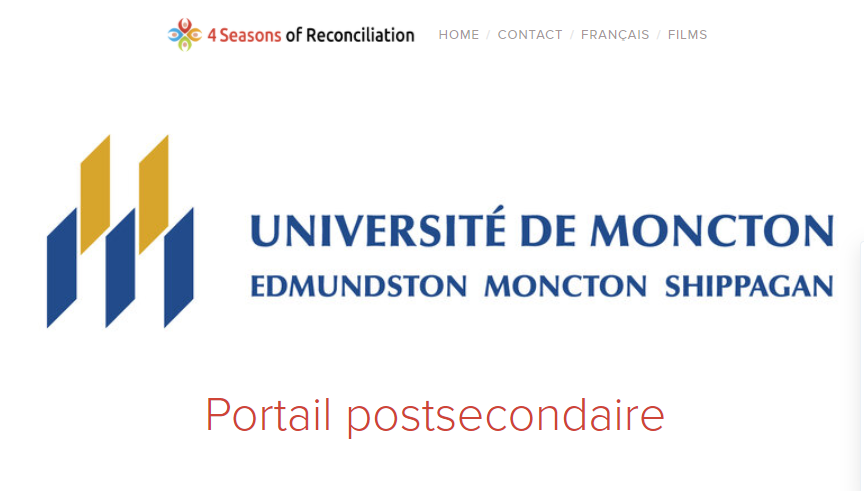 4 Seasons of Reconciliation HOME / CONTACT / FRANÇAIS / FILMS
UNIVERSITÉ DE MONCTON
EDMUNDSTON MONCTON SHIPPAGAN
Portail postsecondaire